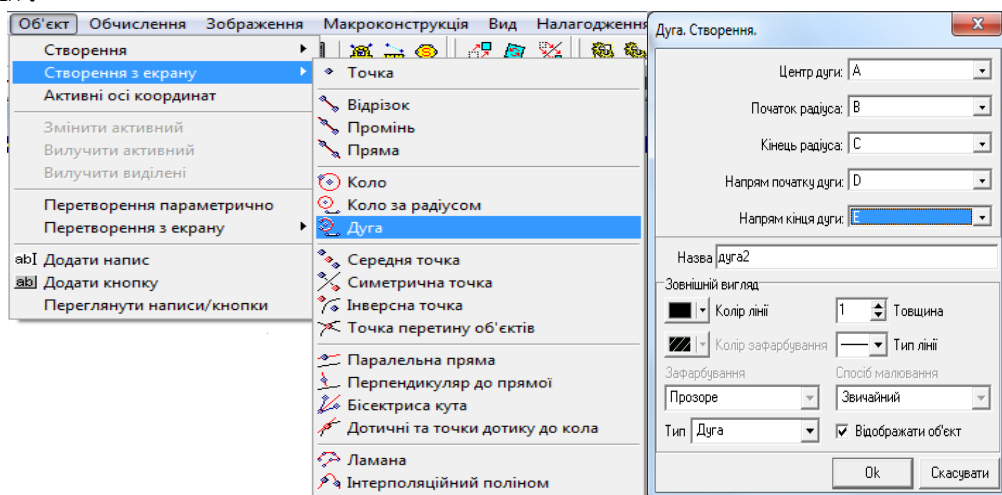 Об'єкт Обчислення Зображення Макроконструкція Вид Налагодження
Створення
Створення з екрану
Активні осі координат
Змінити активний
Вилучити активний
Вилучити виділені
Перетворення параметрично
Перетворення з екрану
abI Додати напис
ab Додати кнопку
Переглянути написи/кнопки
Точка
Відрізок
Промінь
Пряма
Коло
Коло за радіусом
Дуга
Середня точка
Симетрична точка
Інверсна точка
Точка перетину об'єктів
Паралельна пряма
Перпендикуляр до прямої
Бісектриса кута
Дотичні та точки дотику до кола
Ламана
Інтерполяційний поліном
Дуга. Створення.
Центр дуги: A
Початок радіуса: B
Кінець радіуса: C
Напрям початку дуги: D
Напрям кінця дуги: E
Назва дуга2
Зовнішній вигляд
Колір лінії 1 Товщина
Колір зафарбування Тип лінії
Зафарбування Спосіб малювання
Прозоре Звичайний
Тип Дуга Відображати об'єкт
Ok Скасувати